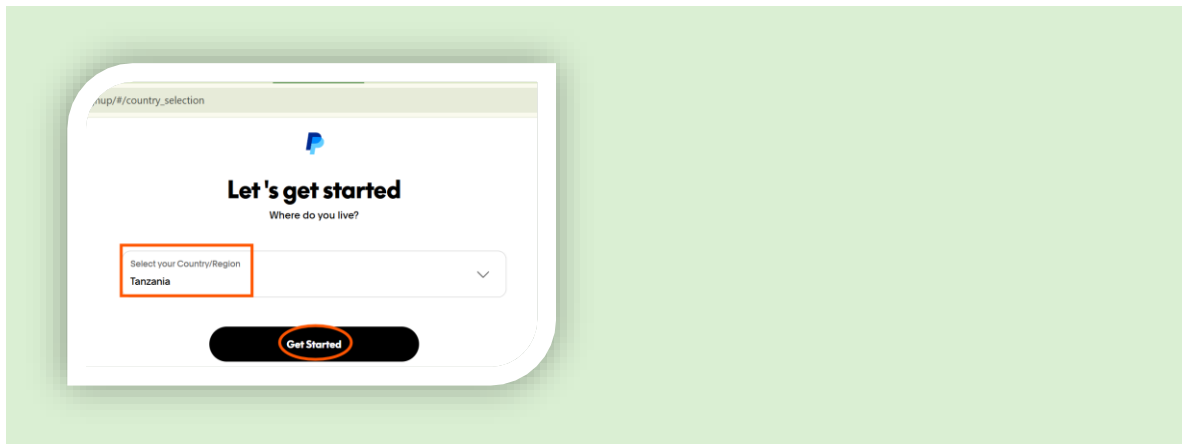 nup/#/country_selection
Let 's get started
Where do you live?
Select your Country/Region
Tanzania
Get Started